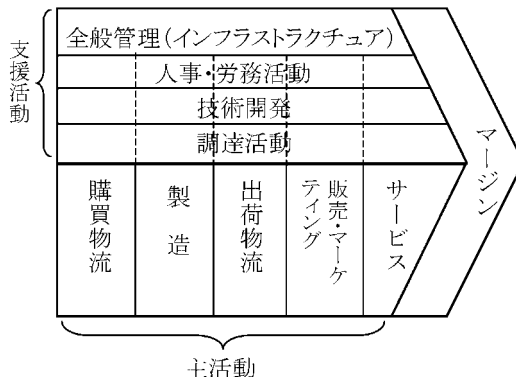 支援活動
全般管理(インフラストラクチュア)
人事・労務活動
技術開発
調達活動
購買物流
製造
出荷物流
販売・マーケ
ティング
サービス
マージン
主活動